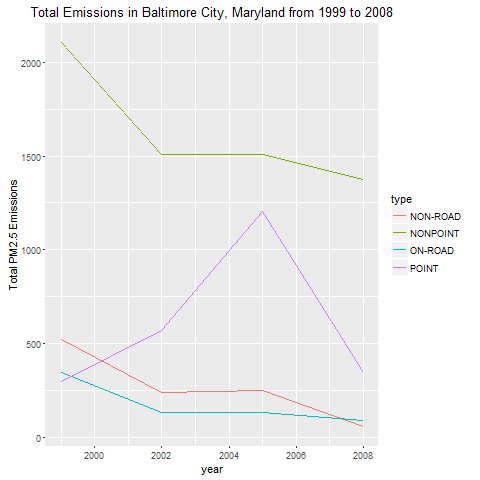 Total Emissions in Baltimore City, Maryland from 1999 to 2008
Total PM2.5 Emissions
2000
1500
1000
500
0
2000 2002 2004 2006 2008
year
type
NON-ROAD
NONPOINT
ON-ROAD
POINT